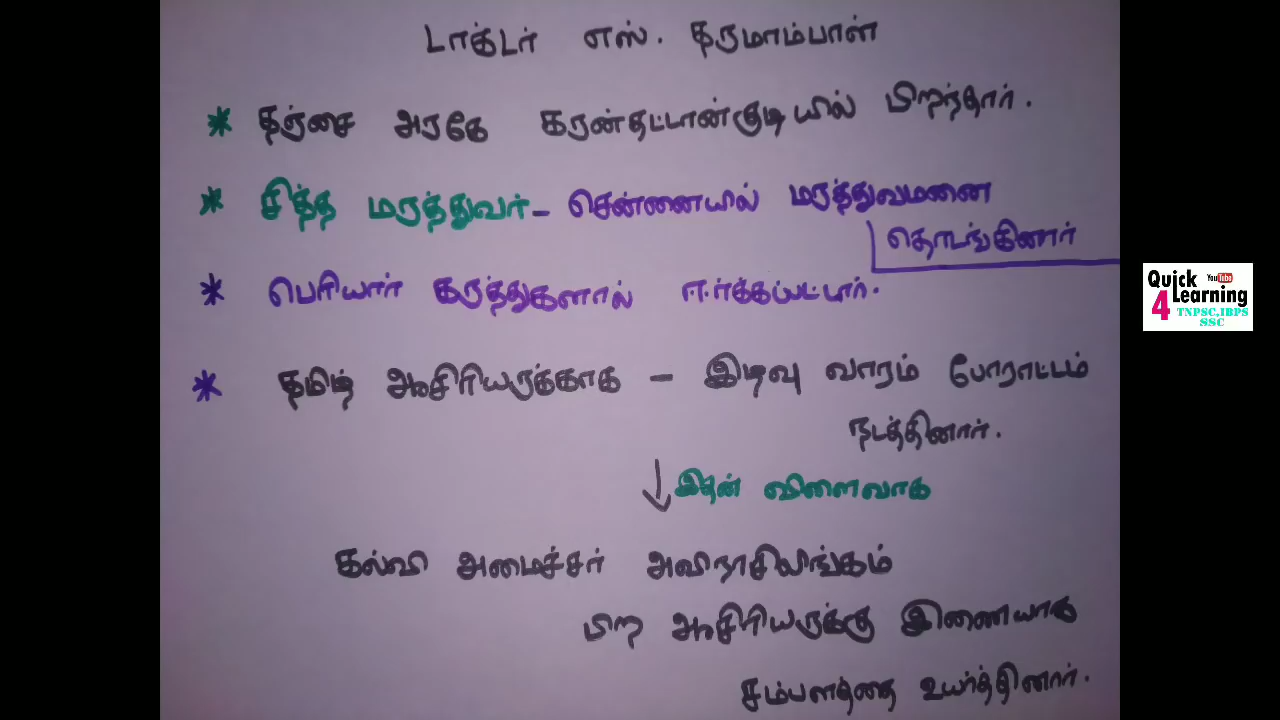 டாக்டர் எஸ். தருமாம்பாள்
* தஞ்சை அருகே கருன்தட்டான்குடியில் பிறந்தார்.
* சித்த மருத்துவர் - சென்னையில் மருத்துவமனை
தொடங்கினார்
* பெரியார் கருத்துகளால் ஈர்க்கப்பட்டார்.
* தமிழ் ஆசிரியருக்காக - இழவு வாரம் போராட்டம்
நடத்தினார்.
↓ இதன் விளைவாக
கல்வி அமைச்சர் அவிநாசிலிங்கம்
பிற ஆசிரியருக்கு இணையாக
சம்பளத்தை உயர்த்தினார்.
Quick YouTube
4 Learning
TNPSC,IBPS
SSC